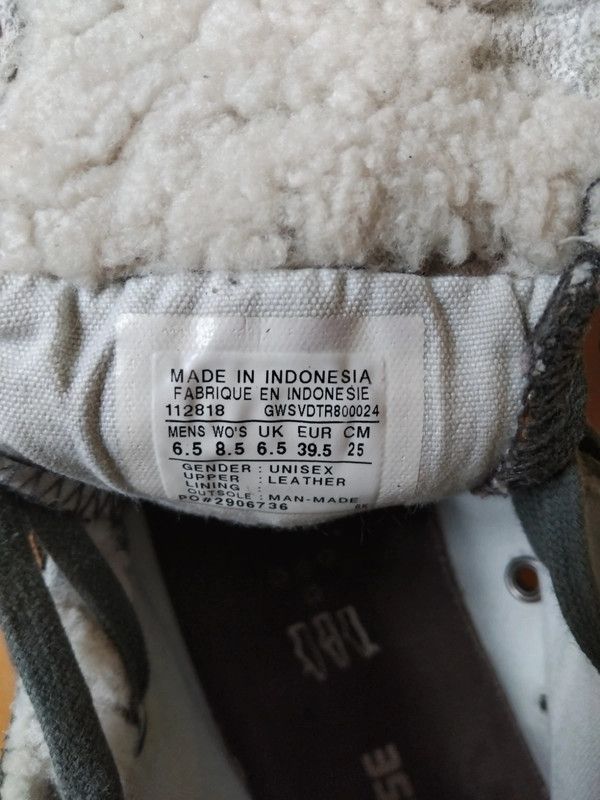 MADE IN INDONESIA
FABRIQUE EN INDONESIE
112818 GWSVDTR800024
MENS WO'S UK EUR CM
6.5 8.5 6.5 39.5 25
GENDER : UNISEX
UPPER : LEATHER
LINING :
OUTSOLE : MAN-MADE
PO#2906736
SE